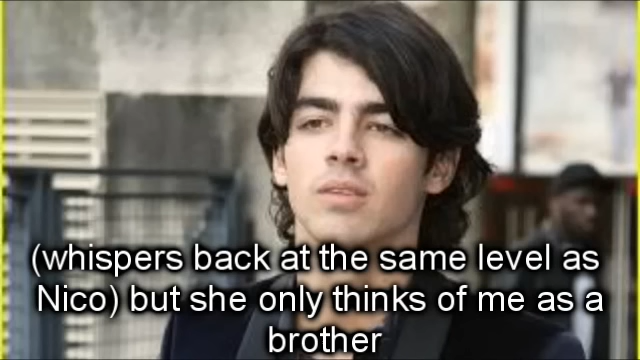 (whispers back at the same level as
Nico) but she only thinks of me as a
brother